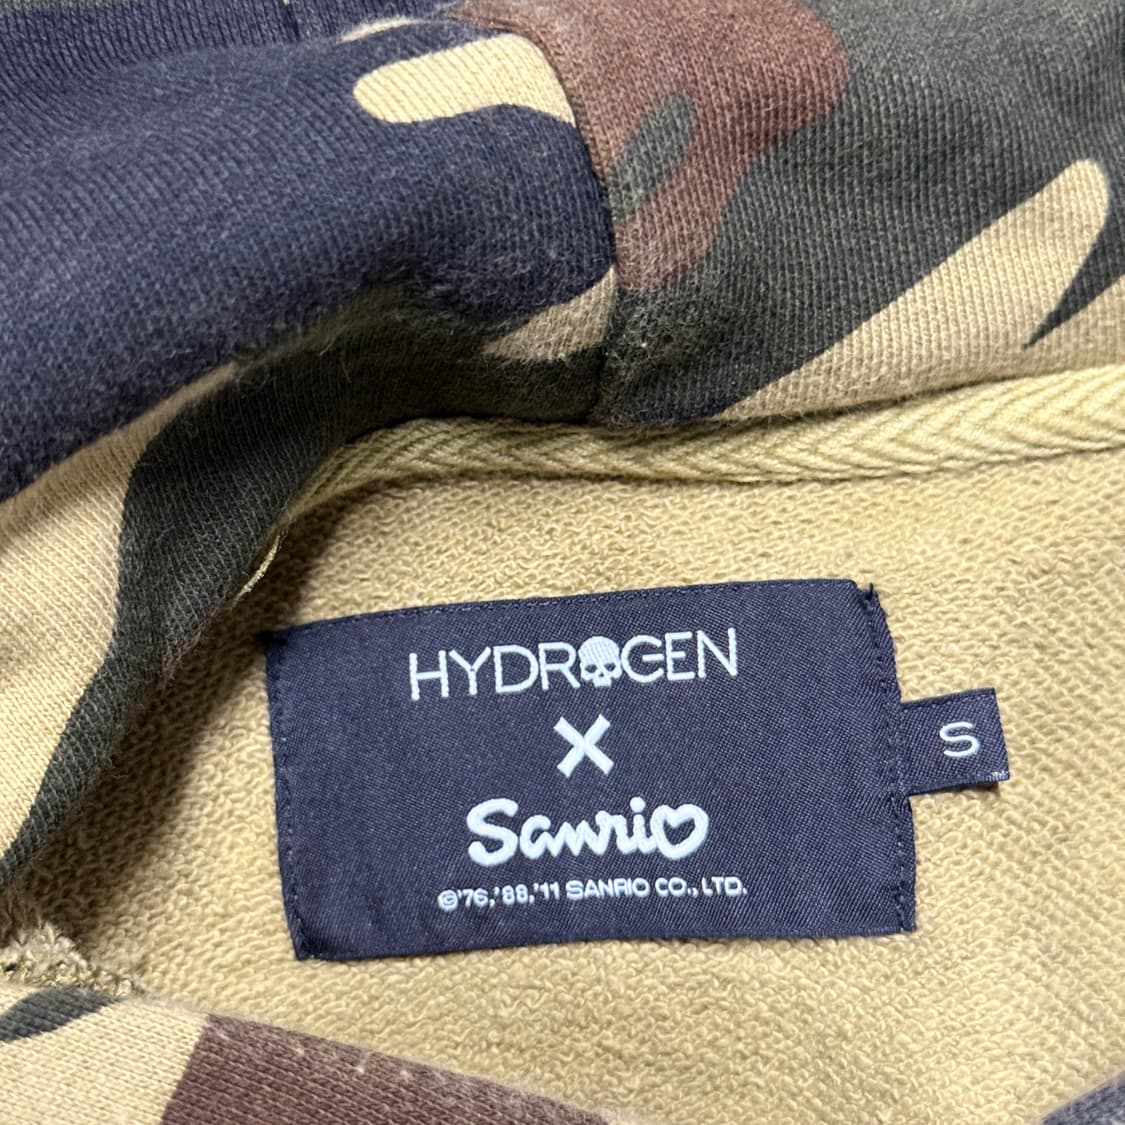 HYDROGEN
X
Sanrio
©'76,'88,'11 SANRIO CO., LTD.
S